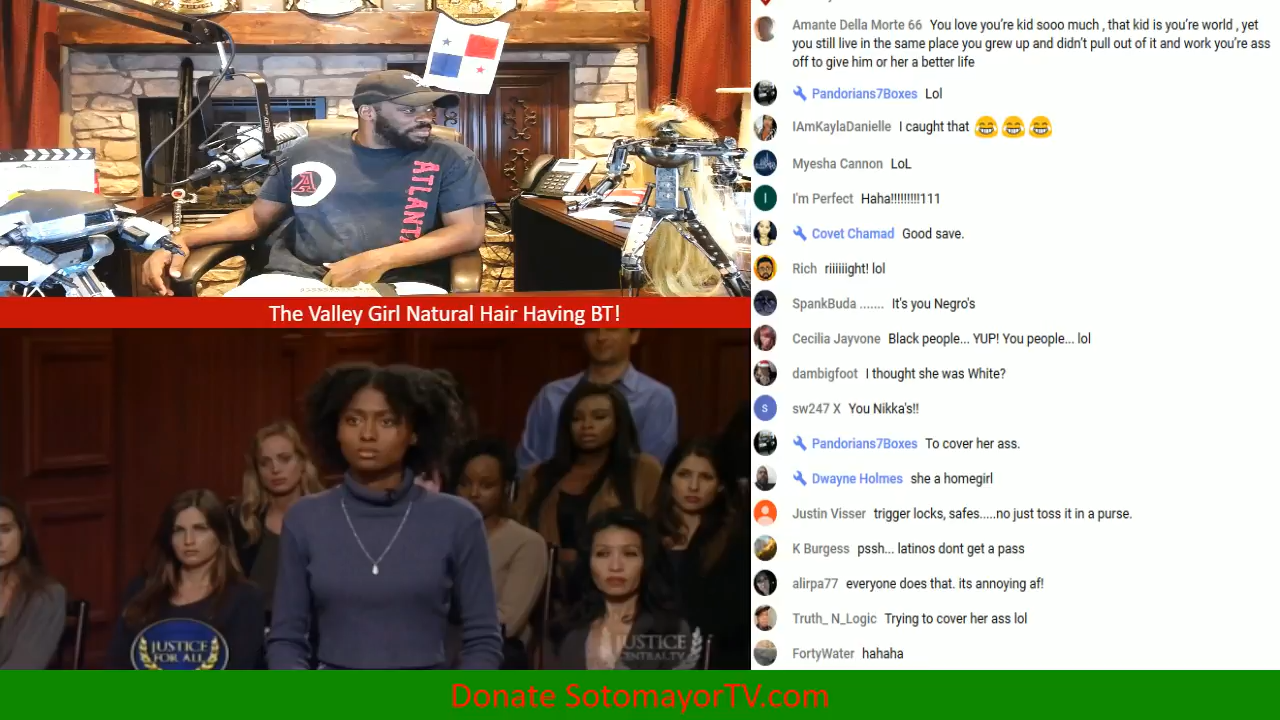 Amante Della Morte 66 You love you're kid sooo much , that kid is you're world , yet
you still live in the same place you grew up and didn't pull out of it and work you're ass
off to give him or her a better life
Pandorians7Boxes Lol
IAmKaylaDanielle I caught that 😂 😂 😂
Myesha Cannon LoL
I
I'm Perfect Haha!!!!!!!!!111
Covet Chamad Good save.
Rich riiiiiight! lol
SpankBuda ....... It's you Negro's
Cecilia Jayvone Black people... YUP! You people... lol
dambigfoot I thought she was White?
S
sw247 X You Nikka's!!
Pandorians7Boxes To cover her ass.
Dwayne Holmes she a homegirl
Justin Visser trigger locks, safes.....no just toss it in a purse.
K Burgess pssh... latinos dont get a pass
alirpa77 everyone does that. its annoying af!
Truth_ N_Logic Trying to cover her ass lol
FortyWater hahaha
A
ATLANTA
The Valley Girl Natural Hair Having BT!
JUSTICE
FOR ALL
JUSTICE
CENTRAL.TV
Donate SotomayorTV.com